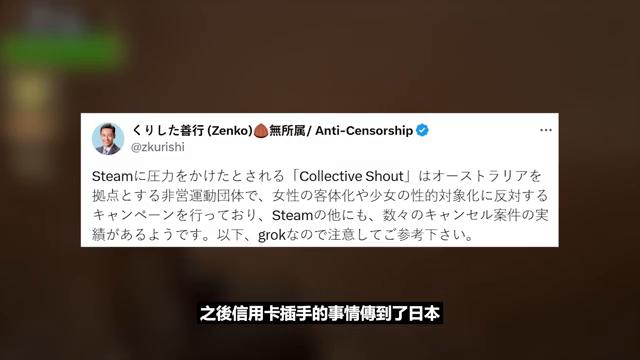 くりした善行 (Zenko)🌰無所属/ Anti-Censorship
@zkurishi
Steamに圧力をかけたとされる「Collective Shout」はオーストラリアを
拠点とする非営運動団体で、女性の客体化や少女の性的対象化に反対する
キャンペーンを行っており、Steamの他にも、数々のキャンセル案件の実
績があるようです。以下、grokなので注意してご参考下さい。
之後信用卡插手的事情傳到了日本